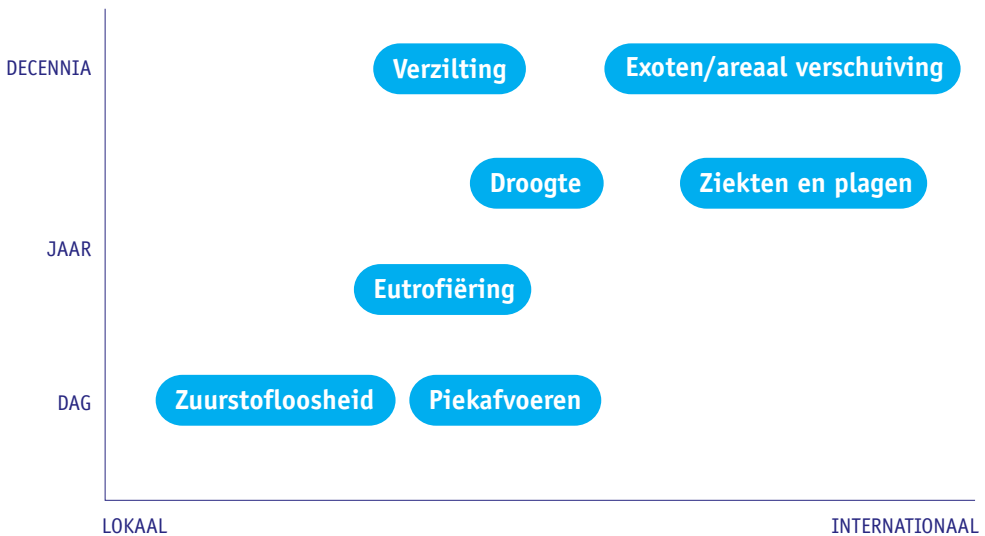 DECENNIA
Verzilting
Exoten/areaal verschuiving
Droogte
Ziekten en plagen
JAAR
Eutrofiëring
DAG
Zuurstofloosheid
Piekafvoeren
LOKAAL
INTERNATIONAAL